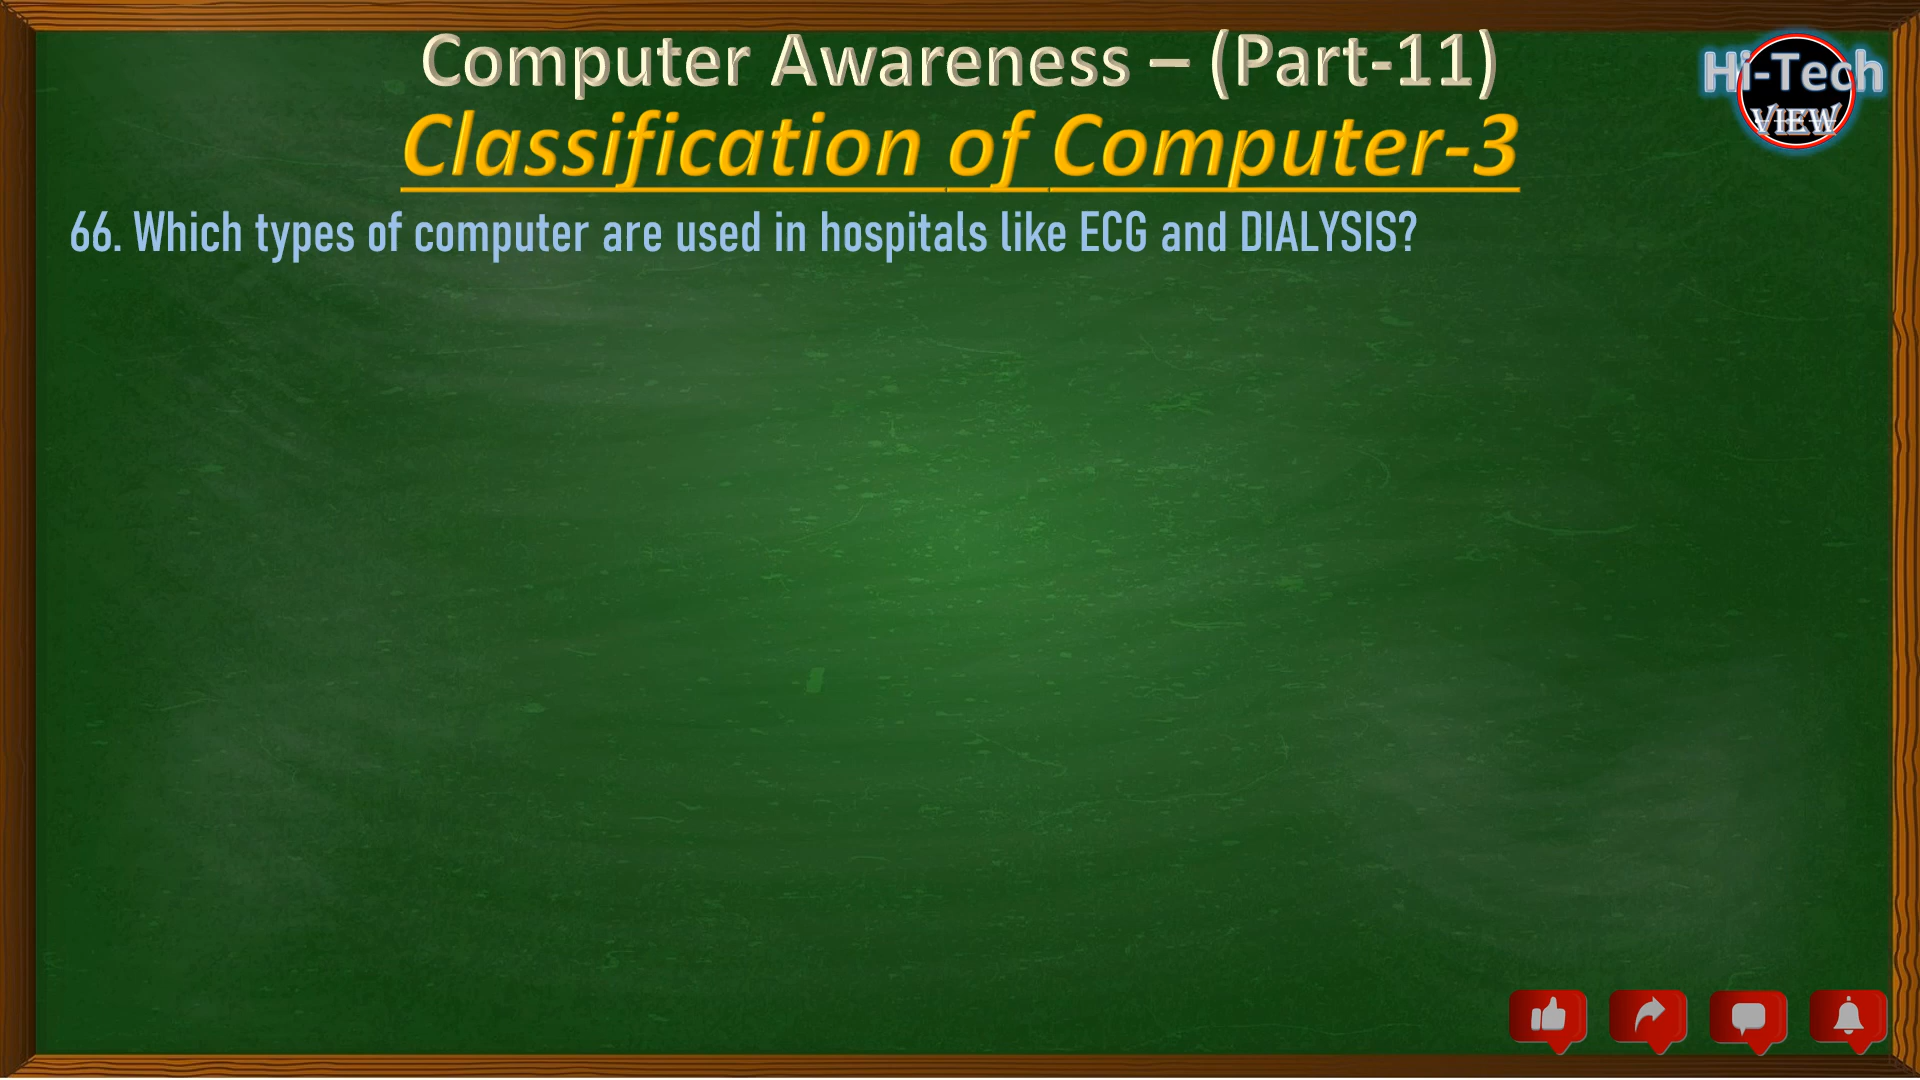 Computer Awareness – (Part-11)
Hi-Tech
VIEW
Classification of Computer-3
66. Which types of computer are used in hospitals like ECG and DIALYSIS?